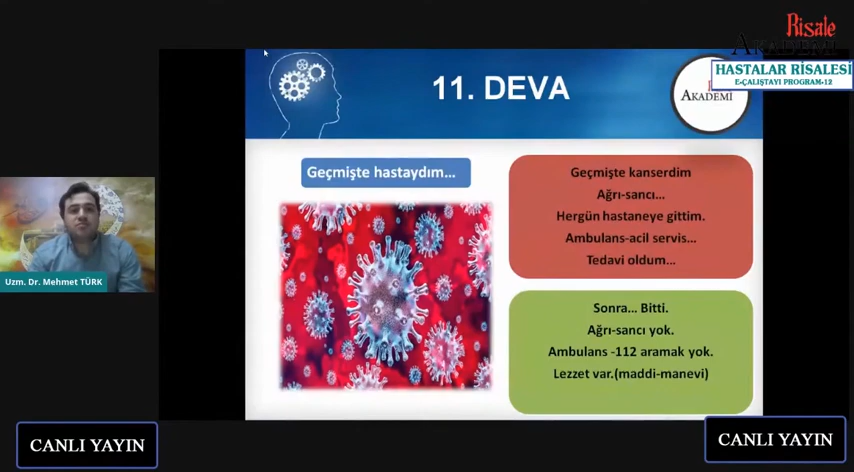 Risale
AKADEMİ
HASTALAR RİSALESİ
E-ÇALIŞTAYI PROGRAM-12
11. DEVA
AKADEMİ
Geçmişte hastaydım...
Geçmişte kanserdim
Ağrı-sancı...
Hergün hastaneye gittim.
Ambulans-acil servis...
Tedavi oldum...
Sonra... Bitti.
Ağrı-sancı yok.
Ambulans -112 aramak yok.
Lezzet var.(maddi-manevi)
Uzm. Dr. Mehmet TÜRK
CANLI YAYIN
CANLI YAYIN